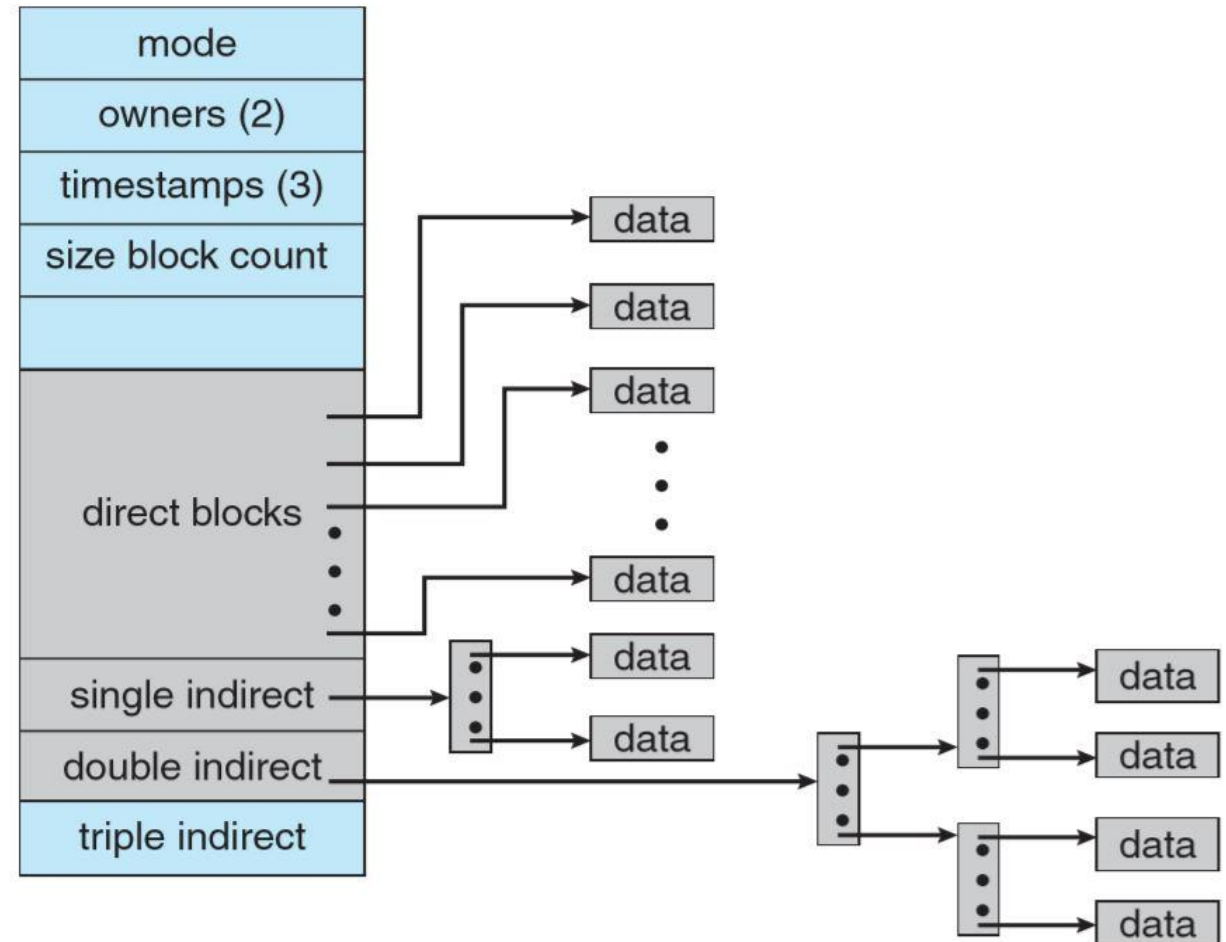 mode
owners (2)
timestamps (3)
size block count
data
data
data
direct blocks
data
single indirect
data
data
double indirect
data
data
triple indirect
data
data